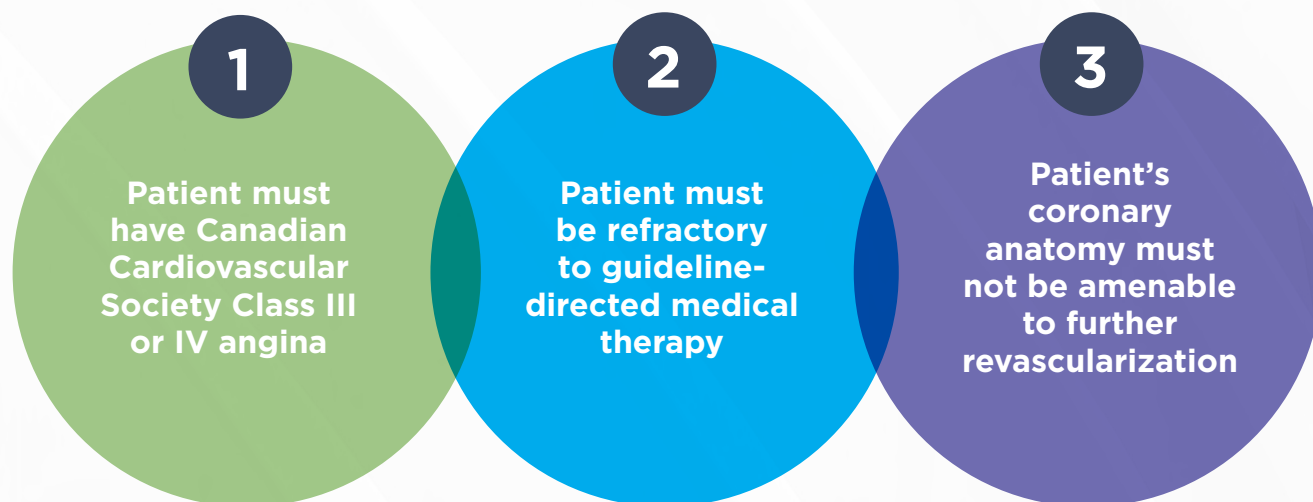 1
Patient must
have Canadian
Cardiovascular
Society Class III
or IV angina
2
Patient must
be refractory
to guideline-
directed medical
therapy
3
Patient’s
coronary
anatomy must
not be amenable
to further
revascularization